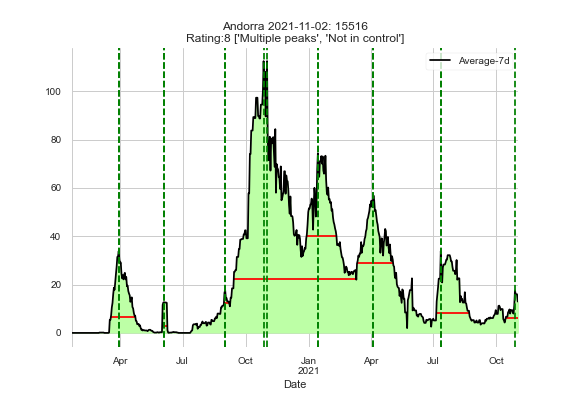 Andorra 2021-11-02: 15516
Rating:8 ['Multiple peaks', 'Not in control']
Average-7d
100
80
60
40
20
0
Apr Jul Oct Jan Apr Jul Oct
2021
Date